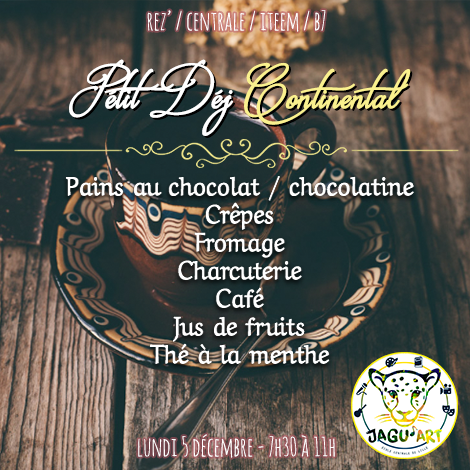 REZ' / CENTRALE / ITEEM / B7
Petit Déj Continental
Pains au chocolat / chocolatine
Crêpes
Fromage
Charcuterie
Café
Jus de fruits
Thé à la menthe
JAGU'ART
LUNDI 5 DÉCEMBRE - 7H30 À 11H